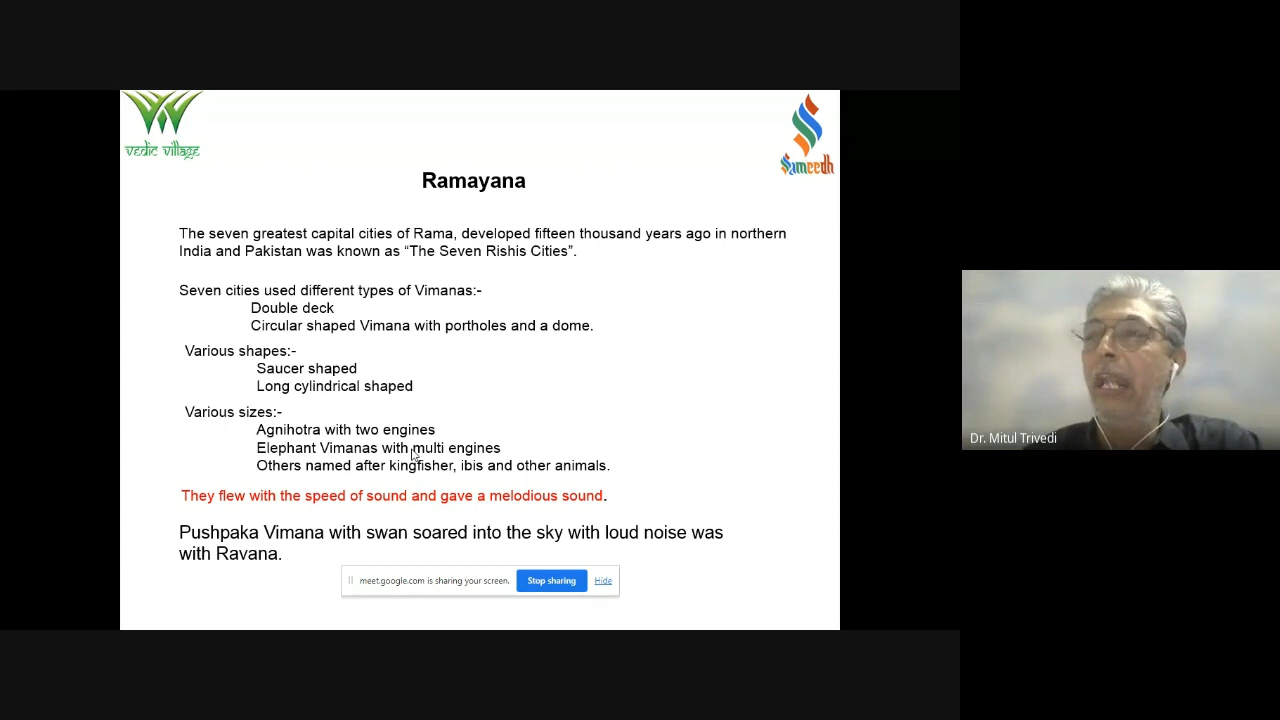 vedic village
Sameedh
Ramayana
The seven greatest capital cities of Rama, developed fifteen thousand years ago in northern
India and Pakistan was known as “The Seven Rishis Cities”.
Seven cities used different types of Vimanas:-
Double deck
Circular shaped Vimana with portholes and a dome.
Various shapes:-
Saucer shaped
Long cylindrical shaped
Various sizes:-
Agnihotra with two engines
Elephant Vimanas with multi engines
Others named after kingfisher, ibis and other animals.
They flew with the speed of sound and gave a melodious sound.
Pushpaka Vimana with swan soared into the sky with loud noise was
with Ravana.
meet.google.com is sharing your screen. Stop sharing Hide
Dr. Mitul Trivedi